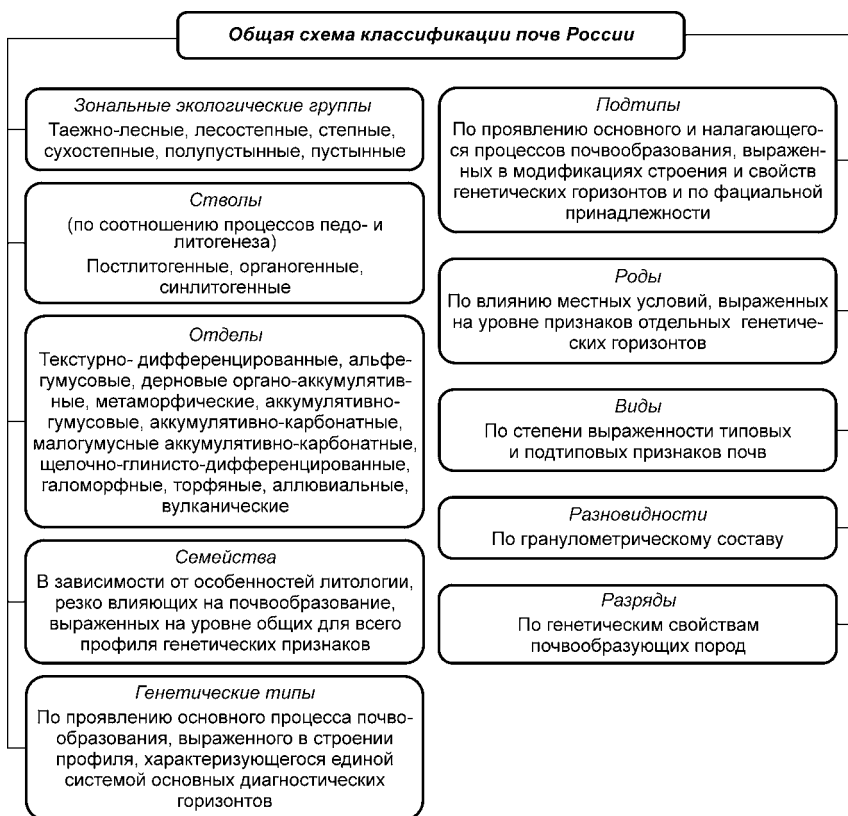 Общая схема классификации почв России
Зональные экологические группы
Таежно-лесные, лесостепные, степные,
сухостепные, полупустынные, пустынные
Стволы
(по соотношению процессов педо- и
литогенеза)
Постлитогенные, органогенные,
синлитогенные
Отделы
Текстурно- дифференцированные, альфе-
гумусовые, дерновые органо-аккумулятив-
ные, метаморфические, аккумулятивно-
гумусовые, аккумулятивно-карбонатные,
малогумусные аккумулятивно-карбонатные,
щелочно-глинисто-дифференцированные,
галоморфные, торфяные, аллювиальные,
вулканические
Семейства
В зависимости от особенностей литологии,
резко влияющих на почвообразование,
выраженных на уровне общих для всего
профиля генетических признаков
Генетические типы
По проявлению основного процесса почво-
образования, выраженного в строении
профиля, характеризующегося единой
системой основных диагностических
горизонтов
Подтипы
По проявлению основного и налагающего-
ся процессов почвообразования, выражен-
ных в модификациях строения и свойств
генетических горизонтов и по фациальной
принадлежности
Роды
По влиянию местных условий, выраженных
на уровне признаков отдельных генетиче-
ских горизонтов
Виды
По степени выраженности типовых
и подтиповых признаков почв
Разновидности
По гранулометрическому составу
Разряды
По генетическим свойствам
почвообразующих пород